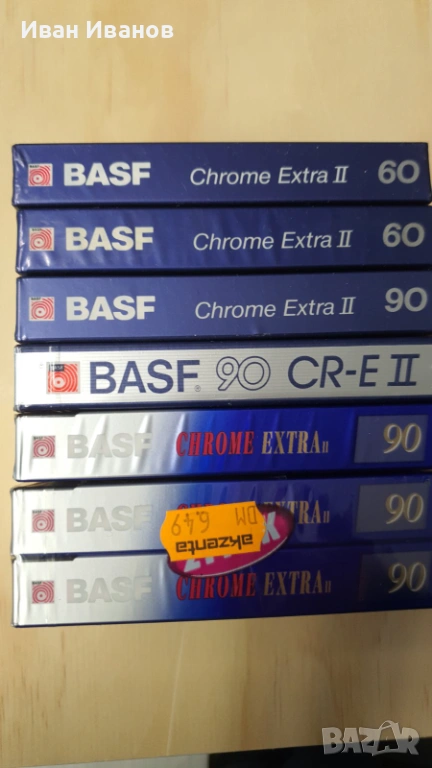 Иван Иванов
BASF Chrome Extra II 60
BASF Chrome Extra II 60
BASF Chrome Extra II 90
BASF 90 CR-E II
BASF CHROME EXTRA II 90
BASF 90
akzenta
DM 6.49
BASF CHROME EXTRA II 90
BAZAR